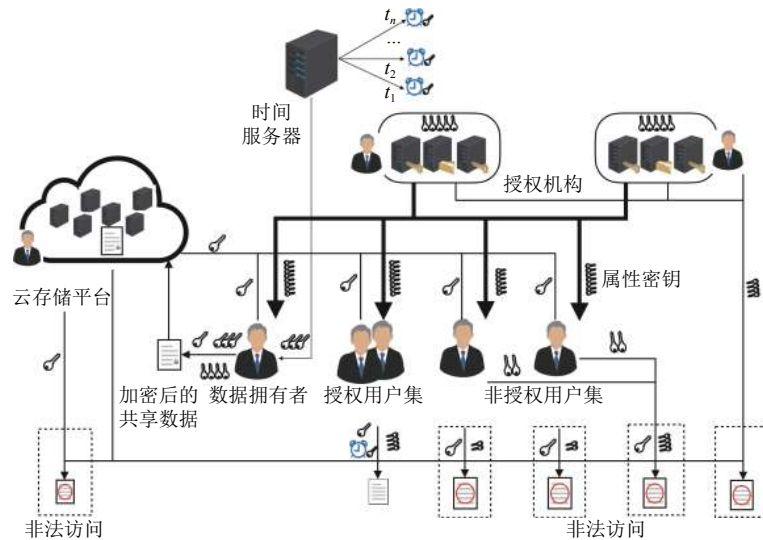 tn
...
t2
t1
时间
服务器
授权机构
云存储平台
属性密钥
加密后的
共享数据
数据拥有者
授权用户集
非授权用户集
非法访问
非法访问